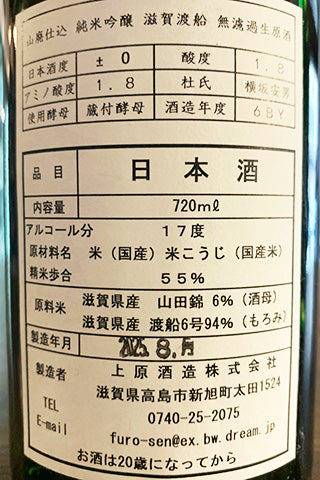 山廃仕込 純米吟醸 滋賀渡船 無濾過生原酒
日本酒度 ±0 酸度 1.8
アミノ酸度 1.8 杜氏 横坂安男
使用酵母 蔵付酵母 酒造年度 6BY
品目 日本酒
内容量 720mℓ
アルコール分 17度
原材料名 米(国産)米こうじ(国産米)
精米歩合 55%
原料米 滋賀県産 山田錦 6%(酒母)
滋賀県産 渡船6号94%(もろみ)
製造年月 2025.8.月
製造者 上原酒造株式会社
滋賀県高島市新旭町太田1524
TEL 0740-25-2075
E-mail furo-sen@ex.bw.dream.jp
お酒は20歳になってから